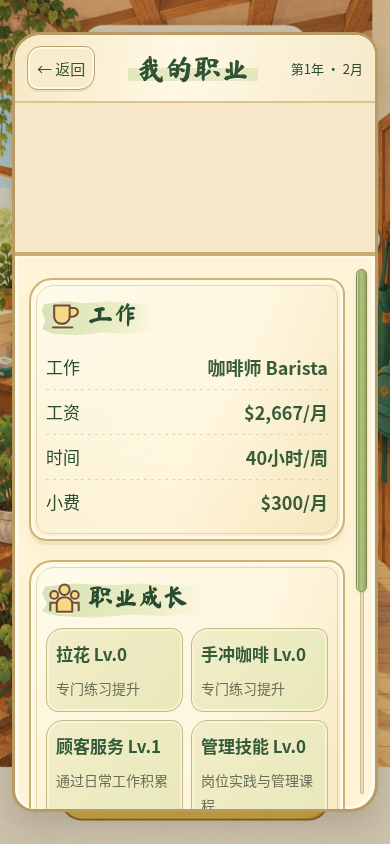 ← 返回
我的职业
第1年 · 2月
工作
工作 咖啡师 Barista
工资 $2,667/月
时间 40小时/周
小费 $300/月
职业成长
拉花 Lv.0
专门练习提升
手冲咖啡 Lv.0
专门练习提升
顾客服务 Lv.1
通过日常工作积累
管理技能 Lv.0
岗位实践与管理课
程